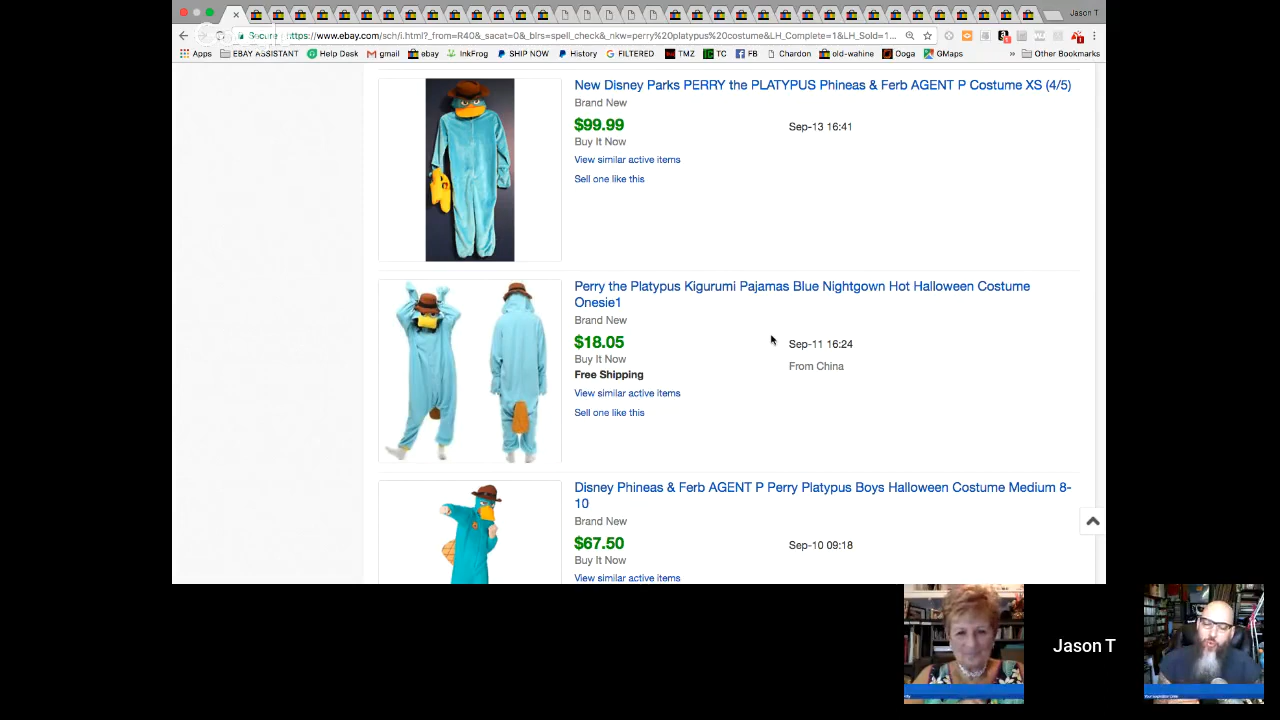 Jason T
Secure https://www.ebay.com/sch/i.html?_from=R40&_sacat=0&_blrs=spell_check&_nkw=perry%20platypus%20costume&LH_Complete=1&LH_Sold=1...
Apps EBAY ASSISTANT Help Desk gmail ebay InkFrog SHIP NOW History FILTERED TMZ TC FB Chardon old-wahine Ooga GMaps » Other Bookmarks
New Disney Parks PERRY the PLATYPUS Phineas & Ferb AGENT P Costume XS (4/5)
Brand New
$99.99 Sep-13 16:41
Buy It Now
View similar active items
Sell one like this
Perry the Platypus Kigurumi Pajamas Blue Nightgown Hot Halloween Costume
Onesie1
Brand New
$18.05 Sep-11 16:24
Buy It Now
From China
Free Shipping
View similar active items
Sell one like this
Disney Phineas & Ferb AGENT P Perry Platypus Boys Halloween Costume Medium 8-
10
Brand New
$67.50 Sep-10 09:18
Buy It Now
View similar active items
Jason T